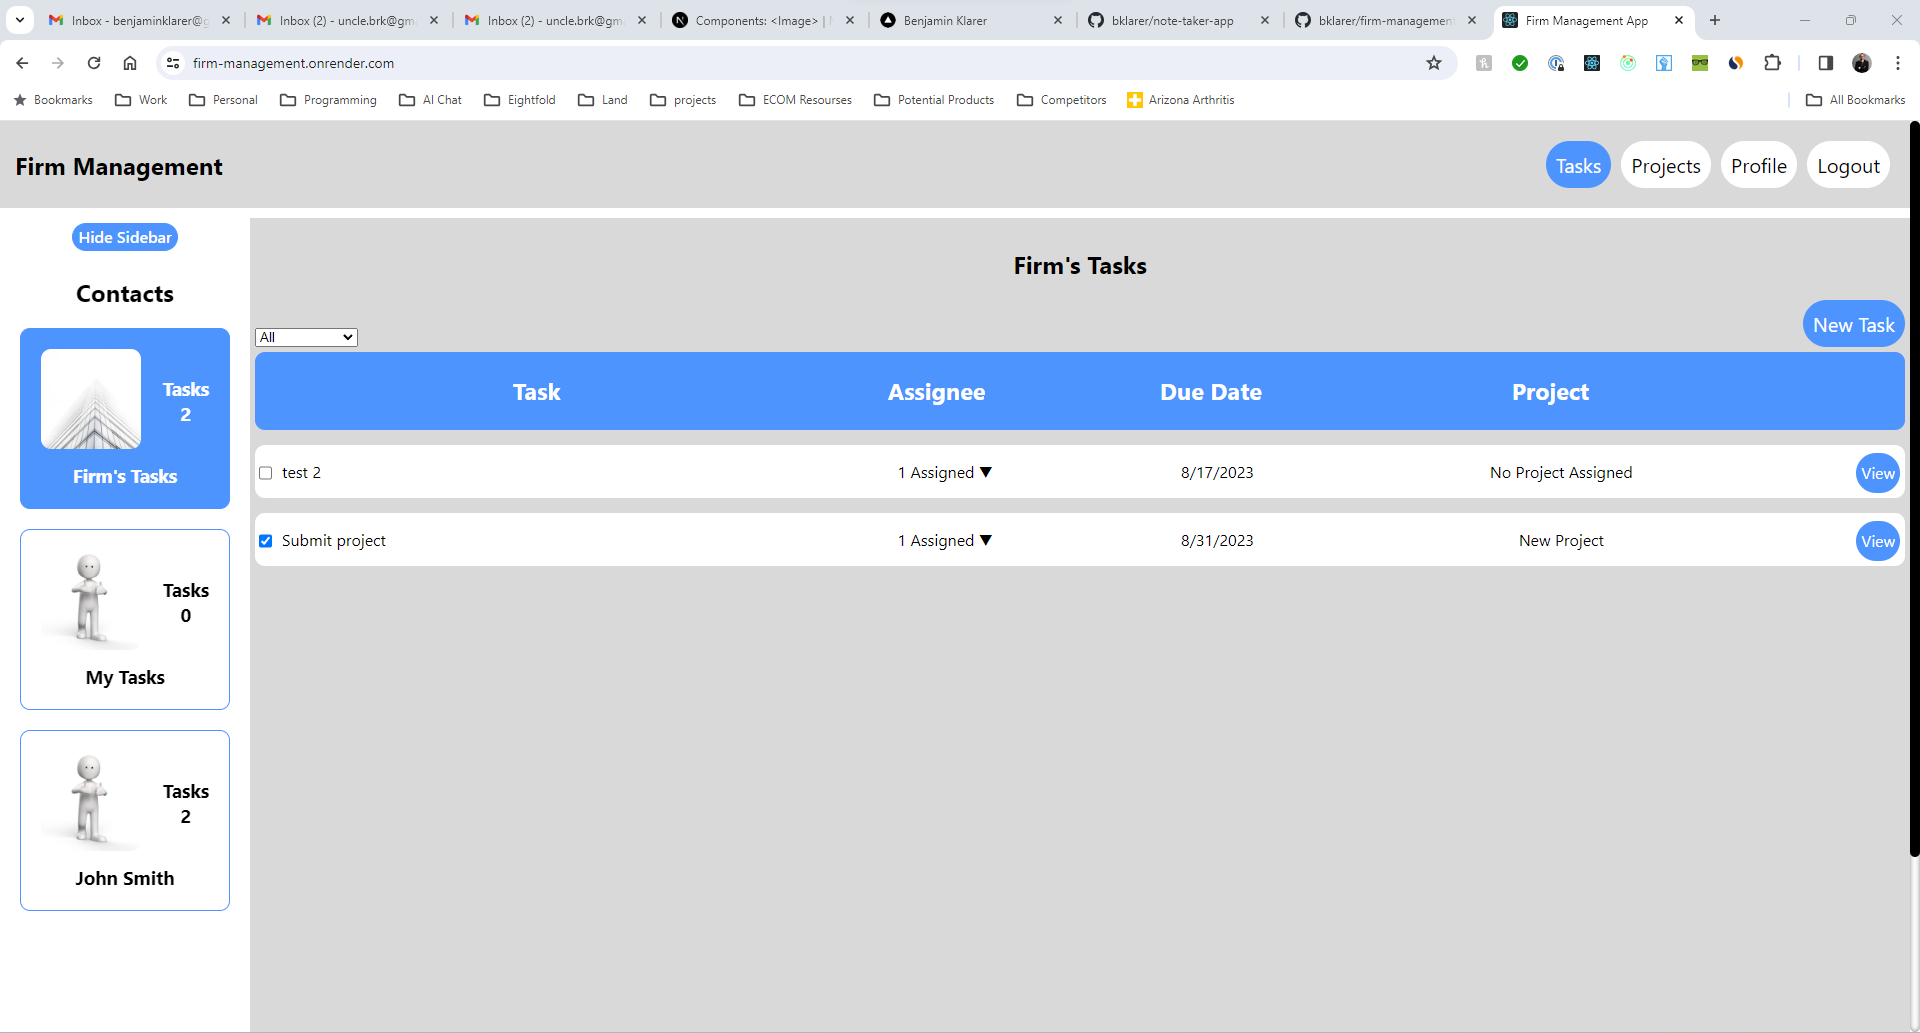 Inbox - benjaminklarer@g
Inbox (2) - uncle.brk@gm
Inbox (2) - uncle.brk@gm
Components: <Image> |
Benjamin Klarer
bklarer/note-taker-app
bklarer/firm-management
Firm Management App
firm-management.onrender.com
Bookmarks
Work
Personal
Programming
AI Chat
Eightfold
Land
projects
ECOM Resourses
Potential Products
Competitors
Arizona Arthritis
All Bookmarks
Firm Management
Tasks
Projects
Profile
Logout
Hide Sidebar
Contacts
Tasks
2
Firm's Tasks
Tasks
0
My Tasks
Tasks
2
John Smith
Firm's Tasks
All
New Task
Task Assignee Due Date Project
test 2 1 Assigned ▼ 8/17/2023 No Project Assigned View
Submit project 1 Assigned ▼ 8/31/2023 New Project View